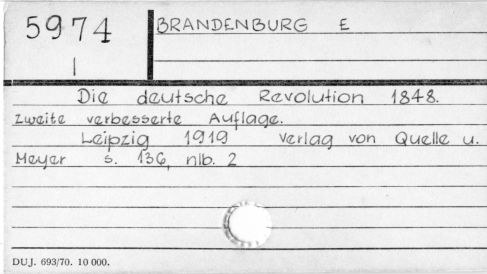 5974
BRANDENBURG E
Die deutsche Revolution 1848.
zweite verbesserte Auflage.
Leipzig 1919 Verlag von Quelle u.
Meyer s. 136, nlb. 2
DUJ. 693/70. 10 000.